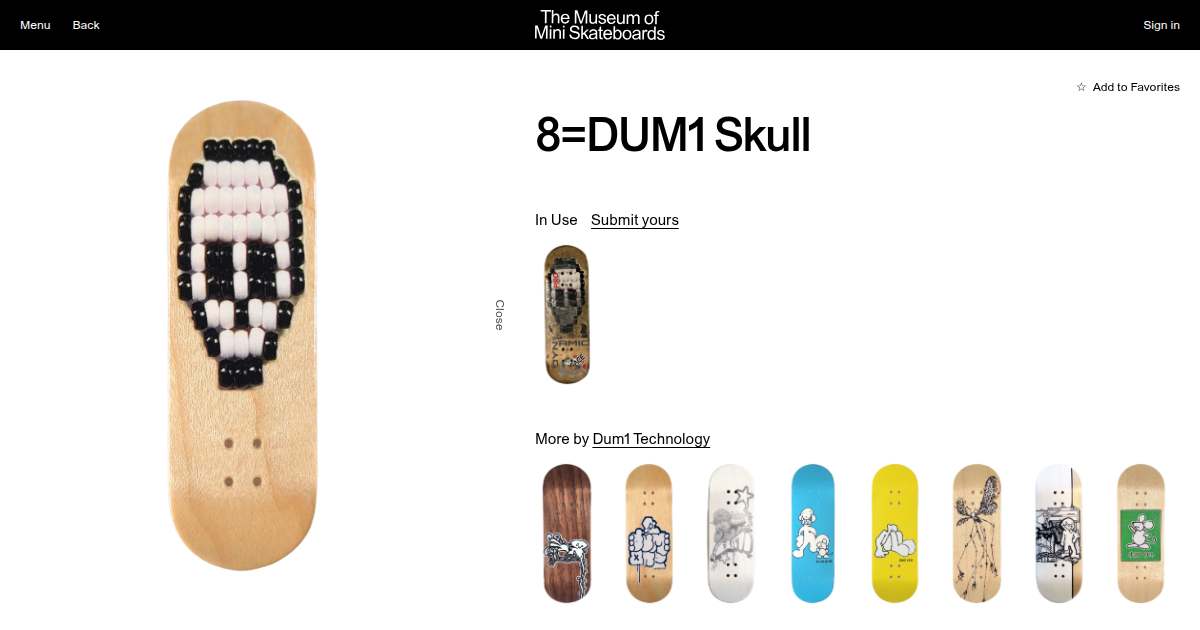 Menu
Back
The Museum of
Mini Skateboards
Sign in
☆ Add to Favorites
8=DUM1 Skull
In Use
Submit yours
Close
More by Dum1 Technology